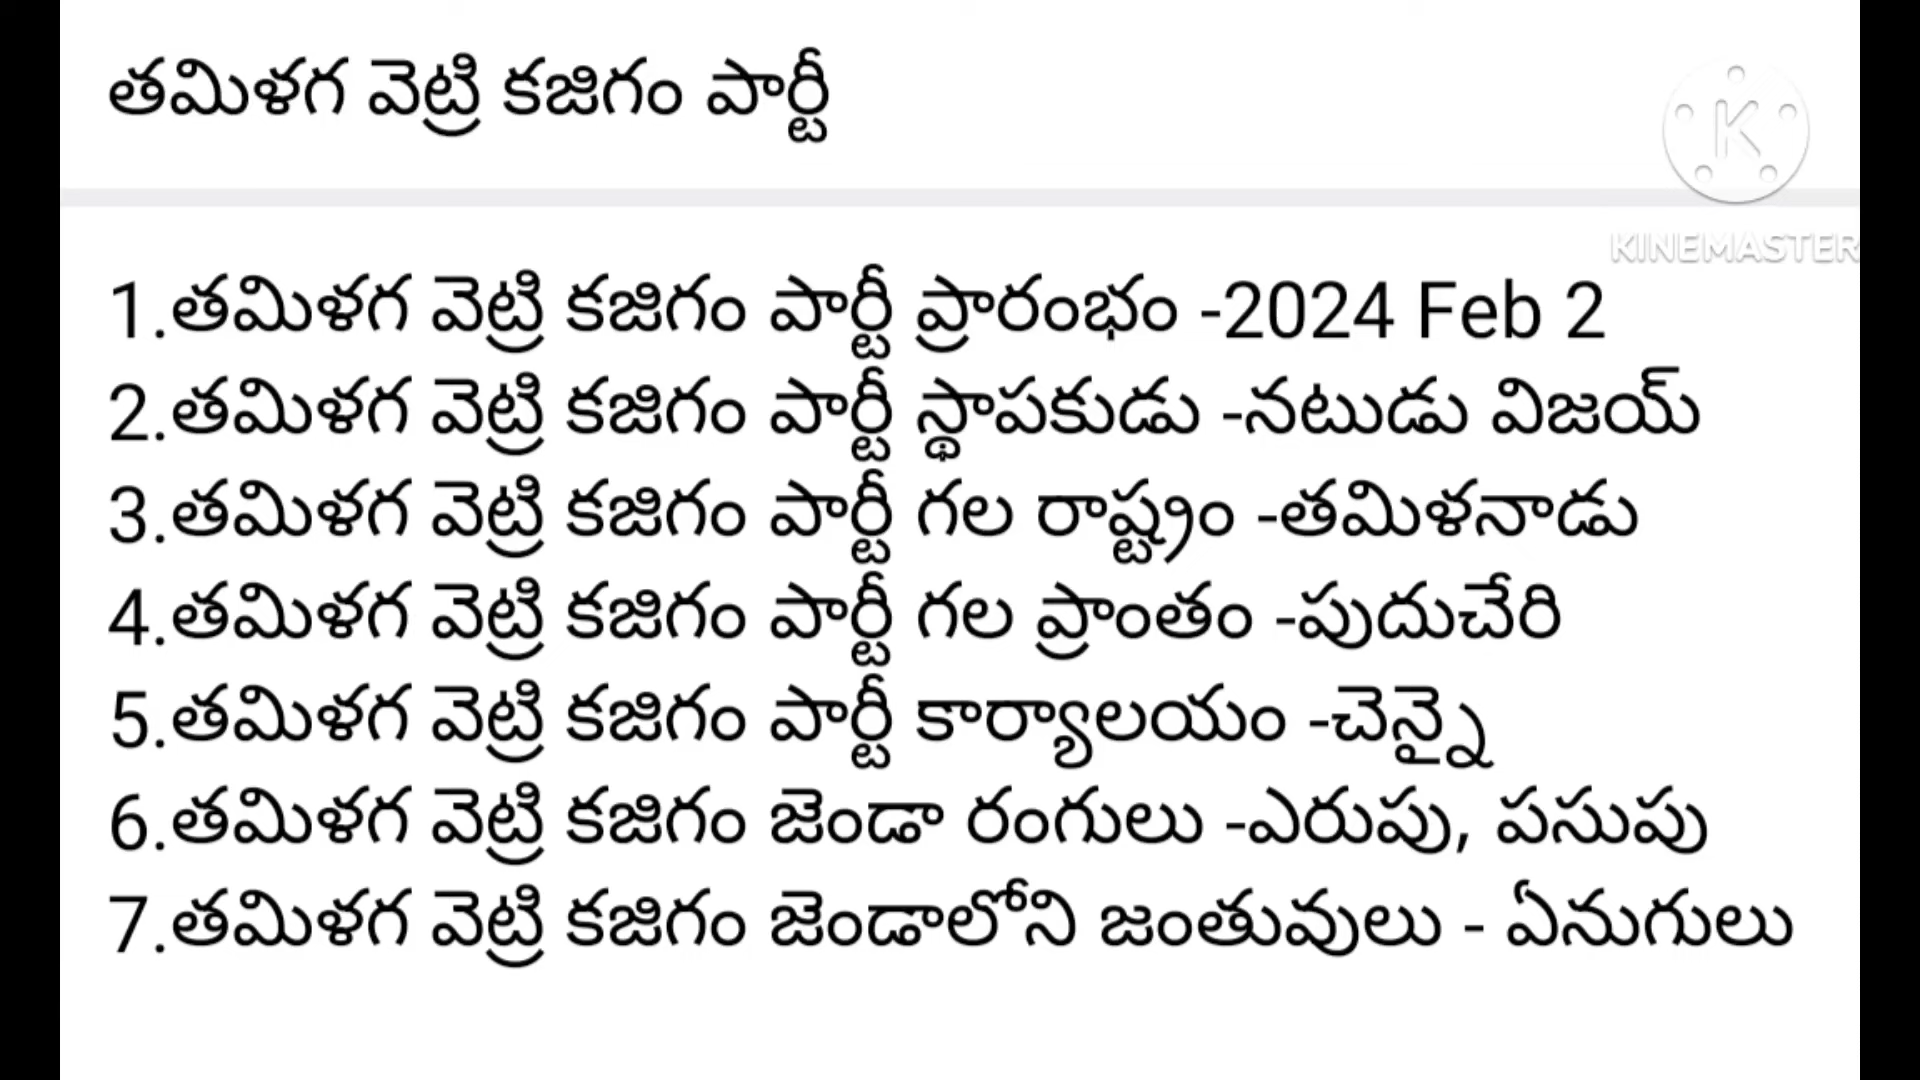 తమిళగ వెట్రి కజిగం పార్టీ
KINEMASTER
1.తమిళగ వెట్రి కజిగం పార్టీ ప్రారంభం -2024 Feb 2
2.తమిళగ వెట్రి కజిగం పార్టీ స్థాపకుడు -నటుడు విజయ్
3.తమిళగ వెట్రి కజిగం పార్టీ గల రాష్ట్రం -తమిళనాడు
4.తమిళగ వెట్రి కజిగం పార్టీ గల ప్రాంతం -పుదుచేరి
5.తమిళగ వెట్రి కజిగం పార్టీ కార్యాలయం -చెన్నై
6.తమిళగ వెట్రి కజిగం జెండా రంగులు -ఎరుపు, పసుపు
7.తమిళగ వెట్రి కజిగం జెండాలోని జంతువులు - ఏనుగులు